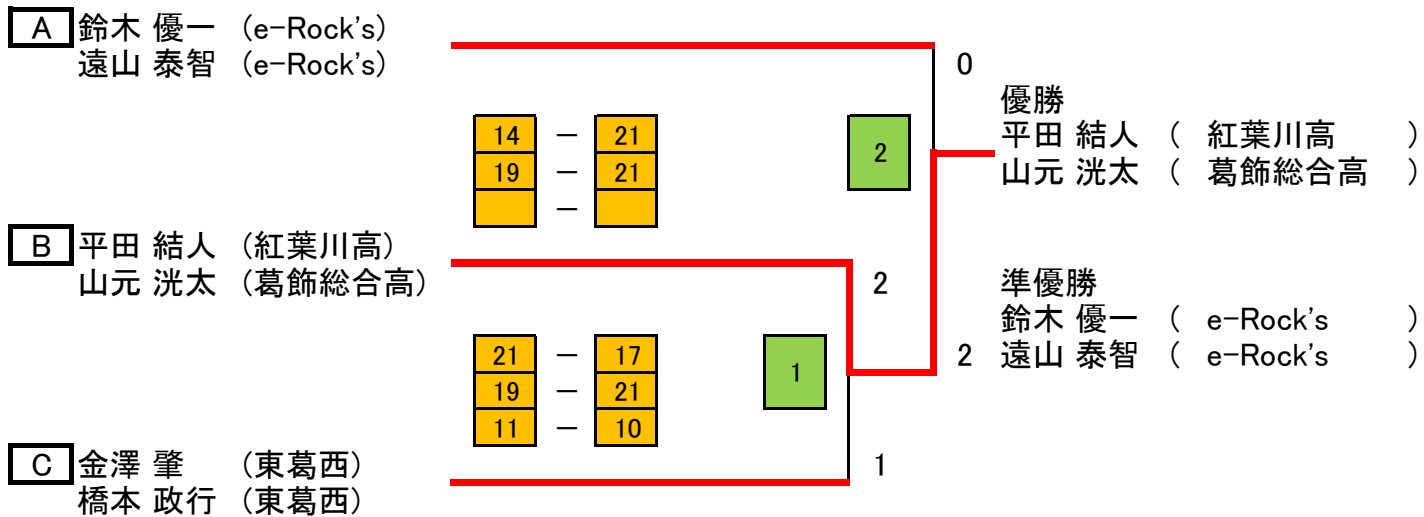 A 鈴木 優一 (e-Rock's)
遠山 泰智 (e-Rock's)
0
優勝
平田 結人 ( 紅葉川高 )
山元 洸太 ( 葛飾総合高 )
14 － 21
19 － 21
－
2
B 平田 結人 (紅葉川高)
山元 洸太 (葛飾総合高)
2
準優勝
鈴木 優一 ( e-Rock's )
2 遠山 泰智 ( e-Rock's )
21 － 17
19 － 21
11 － 10
1
C 金澤 肇 (東葛西)
橋本 政行 (東葛西)
1